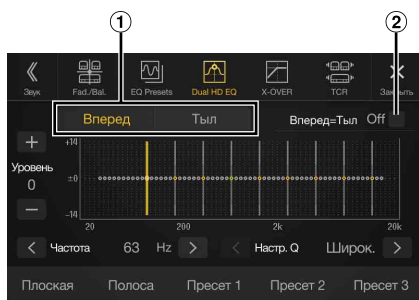 1 2
Звук Fad./Bal. EQ Presets Dual HD EQ X-OVER TCR Закрыть
Вперед Тыл Вперед=Тыл Off
+14
Уровень
0
±0
−14
20 200 2k 20k
Частота 63 Hz Настр. Q Широк.
Плоская Полоса Пресет 1 Пресет 2 Пресет 3